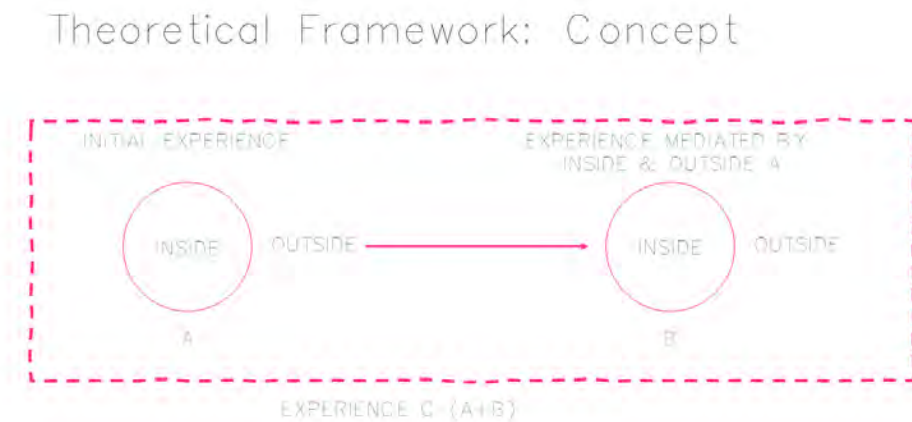 Theoretical Framework: Concept
INITIAL EXPERIENCE
EXPERIENCE MEDIATED BY
INSIDE & OUTSIDE A
INSIDE
OUTSIDE
INSIDE
OUTSIDE
A
B
EXPERIENCE C (A+B)